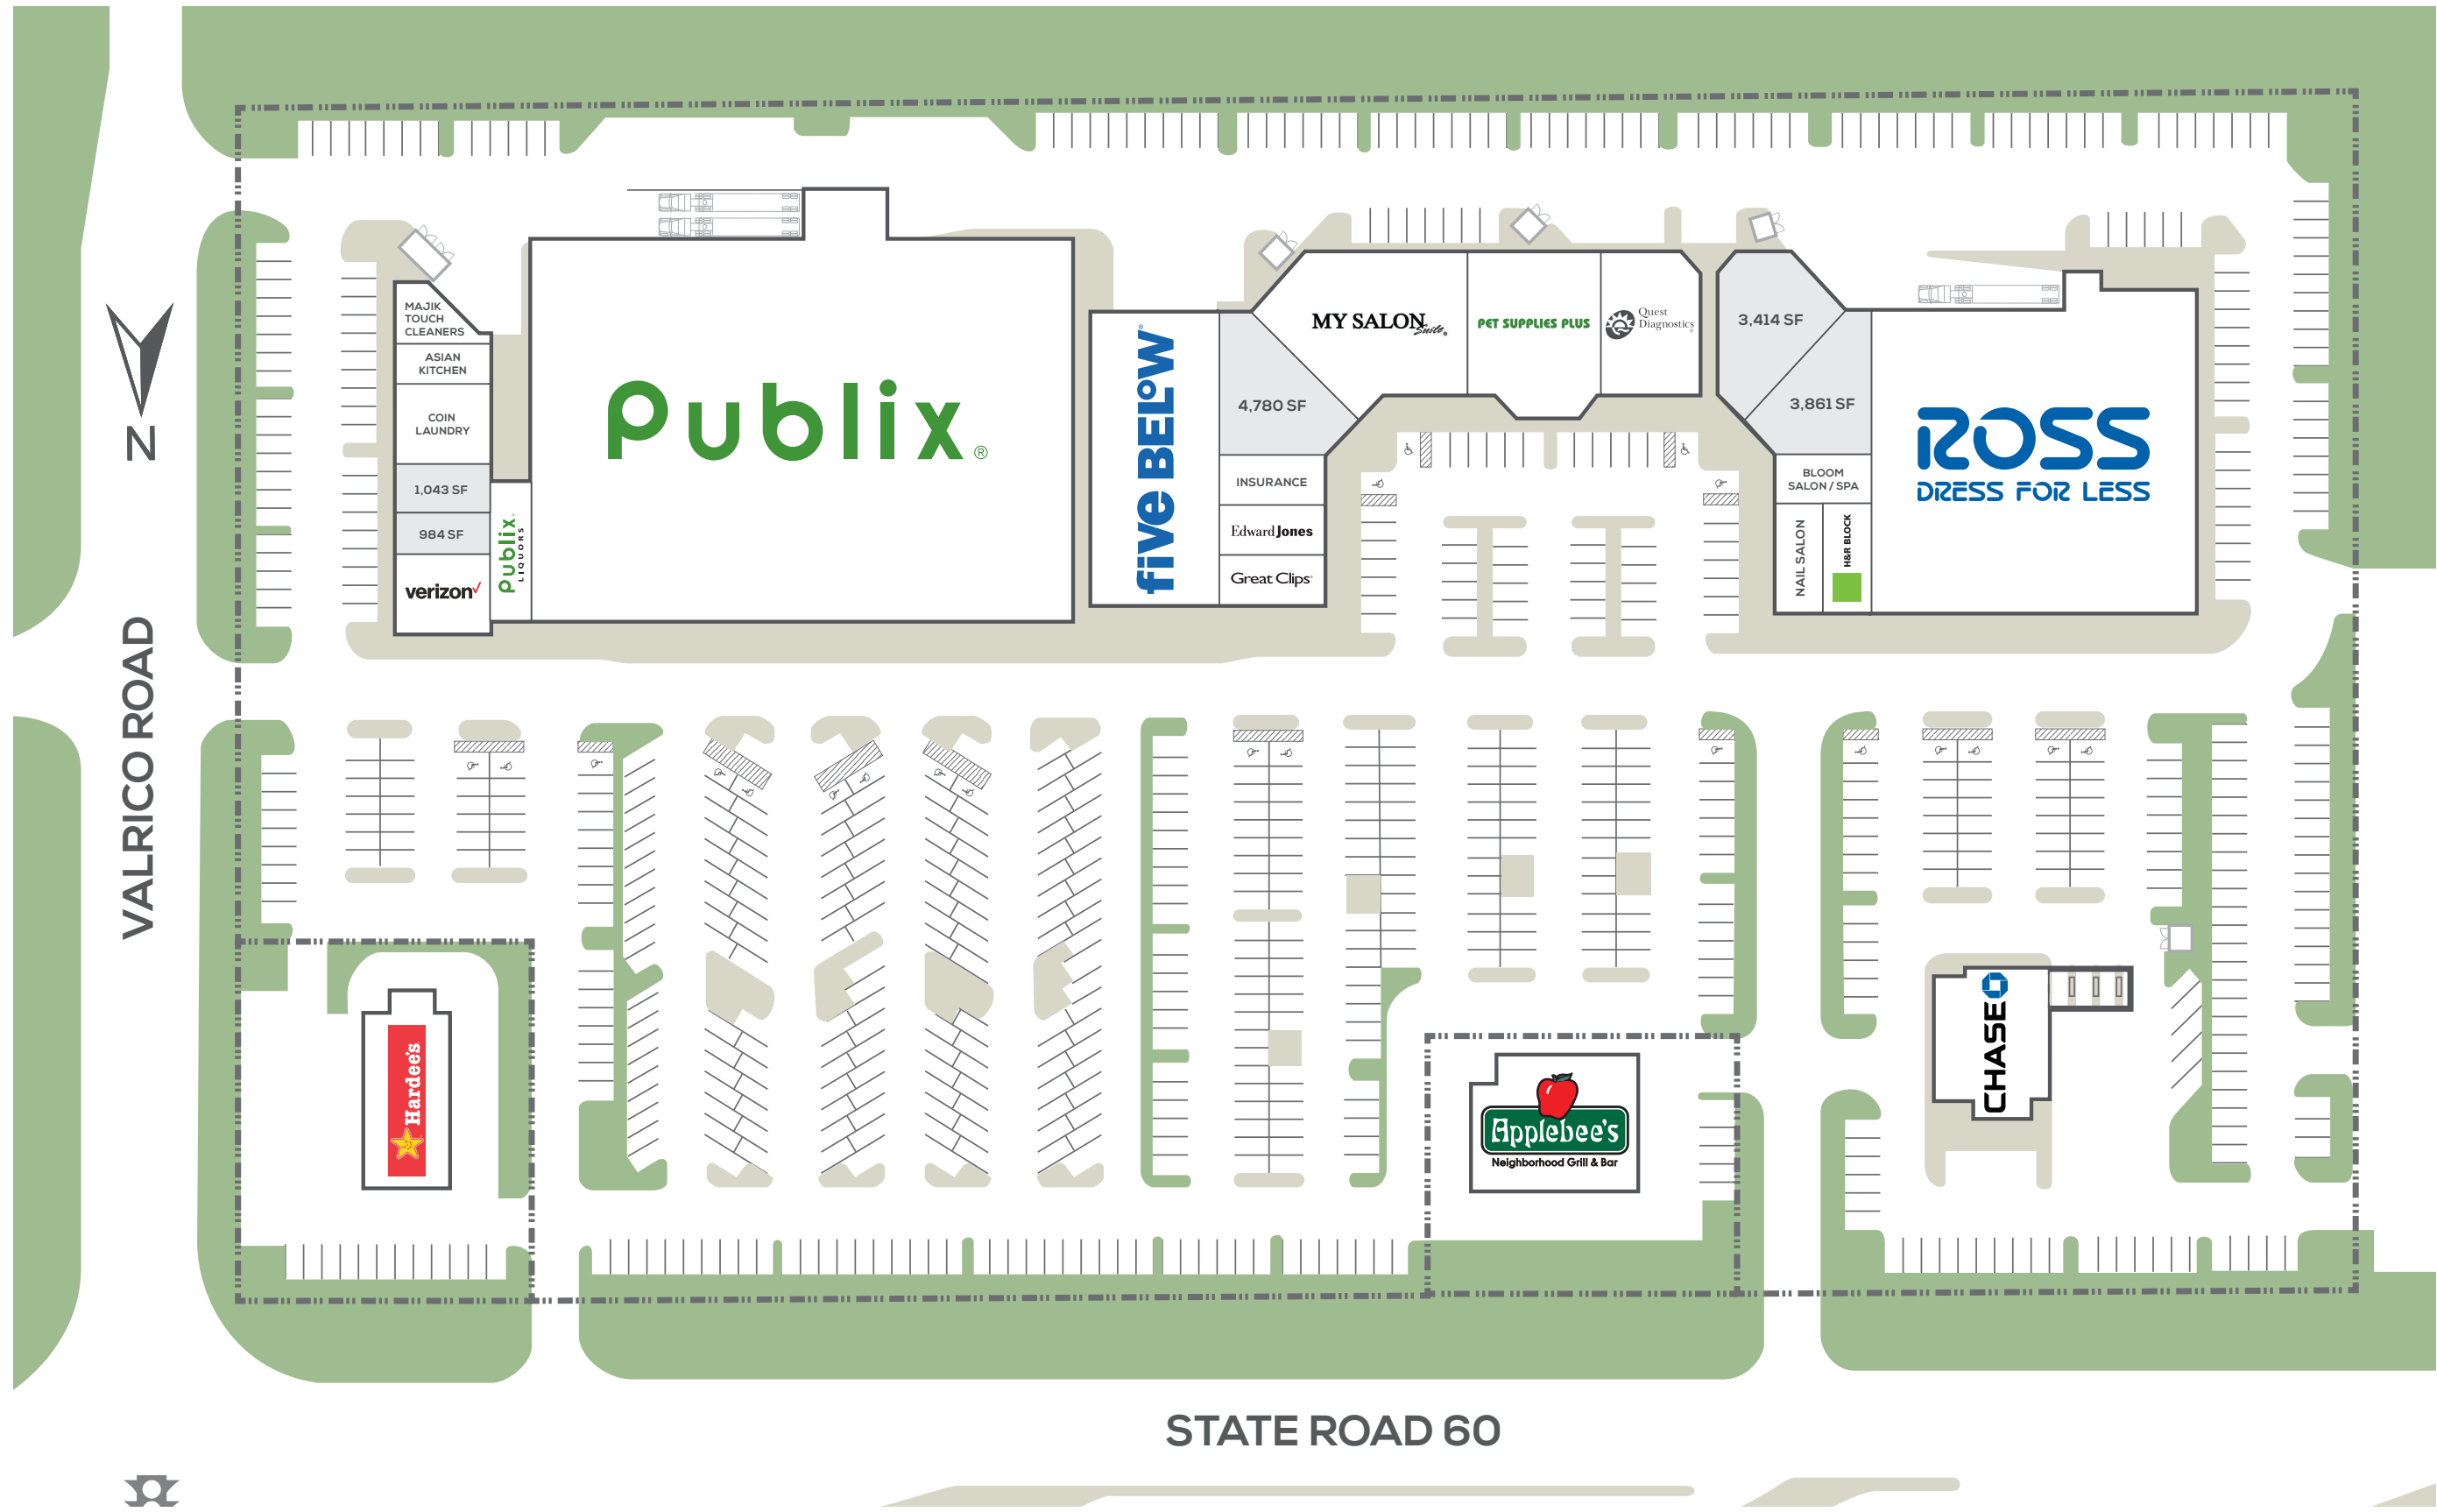 MAJIK
TOUCH
CLEANERS
ASIAN
KITCHEN
COIN
LAUNDRY
1,043 SF
984 SF
verizon✓
Publix
LIQUORS
Publix®
five BELOW®
4,780 SF
MY SALON
Suite®
PET SUPPLIES PLUS
Quest
Diagnostics®
INSURANCE
Edward Jones
Great Clips®
3,414 SF
3,861 SF
BLOOM
SALON / SPA
NAIL SALON
H&R BLOCK
ROSS
DRESS FOR LESS
N
VALRICO ROAD
Hardee's
Applebee's
Neighborhood Grill & Bar
CHASE
STATE ROAD 60